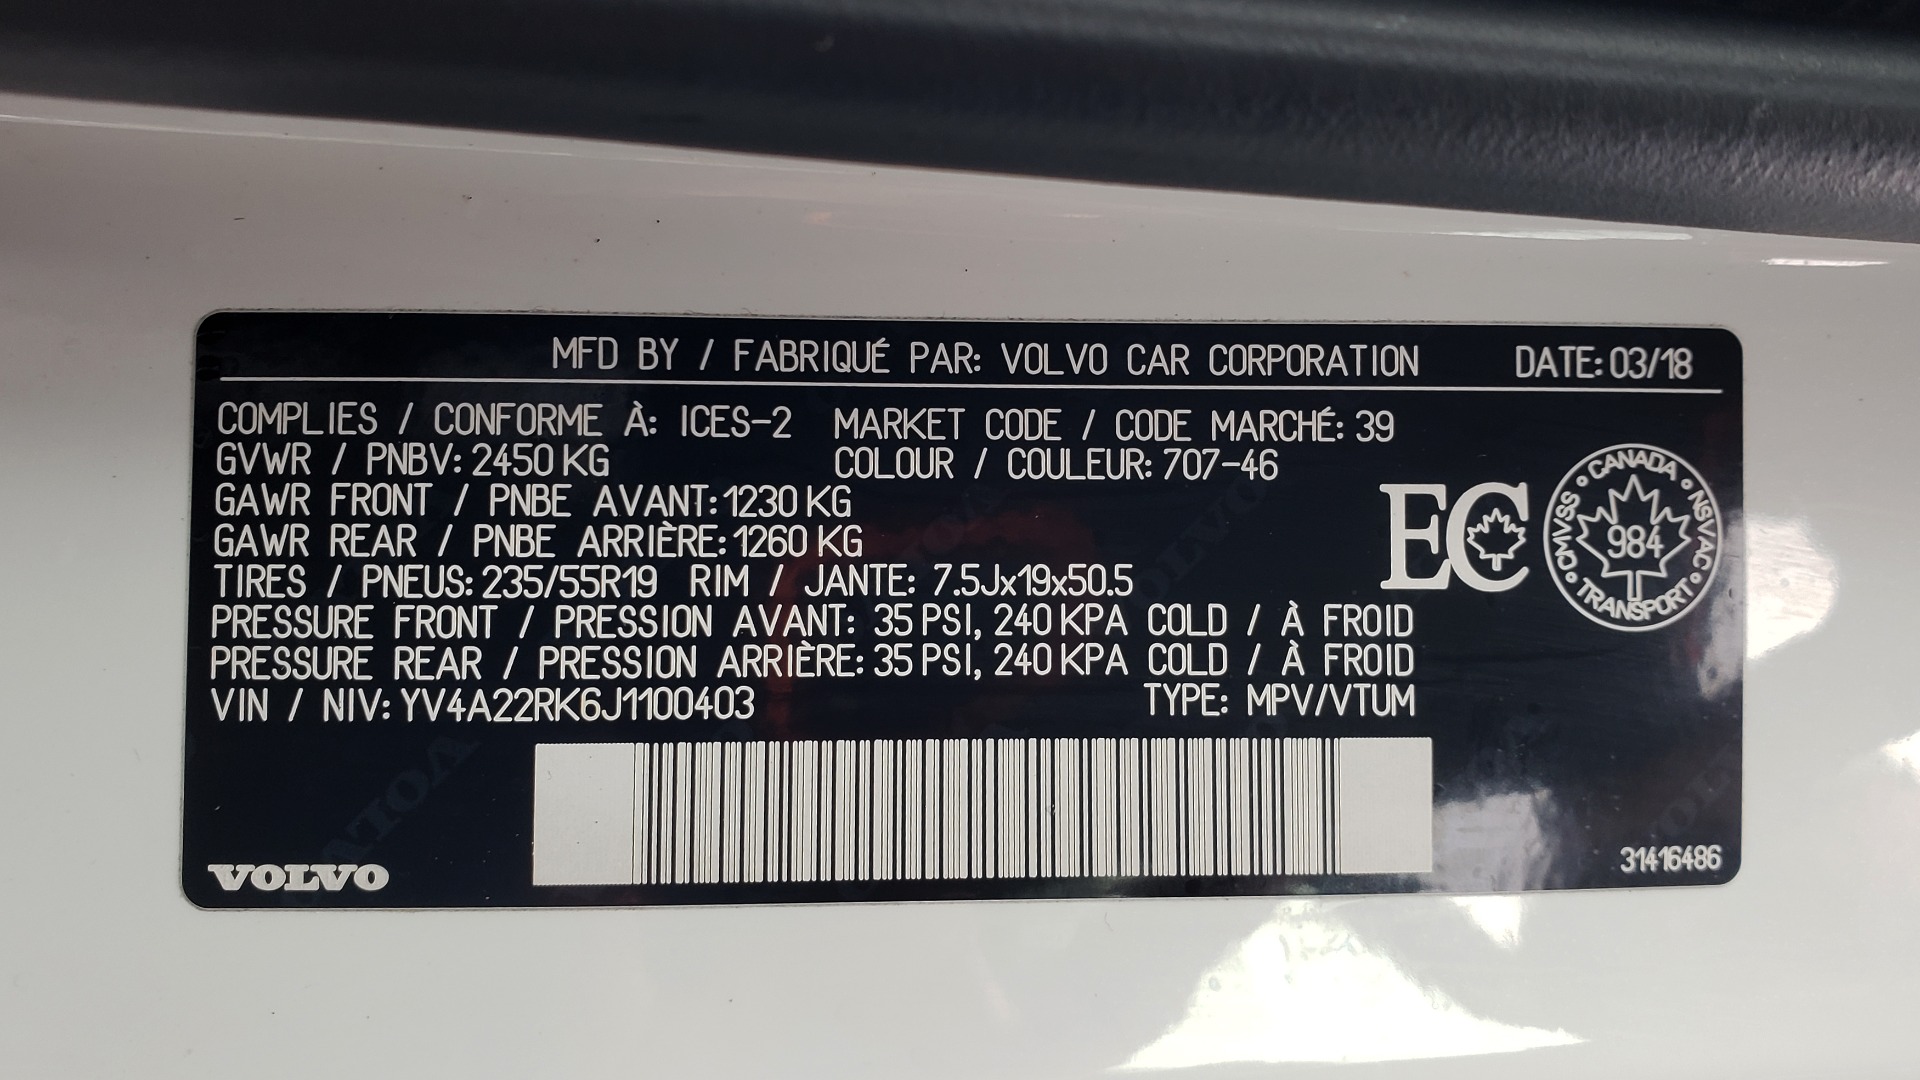 MFD BY / FABRIQUÉ PAR: VOLVO CAR CORPORATION DATE: 03/18
COMPLIES / CONFORME À: ICES-2 MARKET CODE / CODE MARCHÉ: 39
GVWR / PNBV: 2450 KG COLOUR / COULEUR: 707-46
GAWR FRONT / PNBE AVANT: 1230 KG
GAWR REAR / PNBE ARRIÈRE: 1260 KG
TIRES / PNEUS: 235/55R19 RIM / JANTE: 7.5Jx19x50.5
PRESSURE FRONT / PRESSION AVANT: 35 PSI, 240 KPA COLD / À FROID
PRESSURE REAR / PRESSION ARRIÈRE: 35 PSI, 240 KPA COLD / À FROID
VIN / NIV: YV4A22RK6J1100403 TYPE: MPV/VTUM
EC
CANADA
CMVSS 984 NSVAC
TRANSPORT
VOLVO
31416486